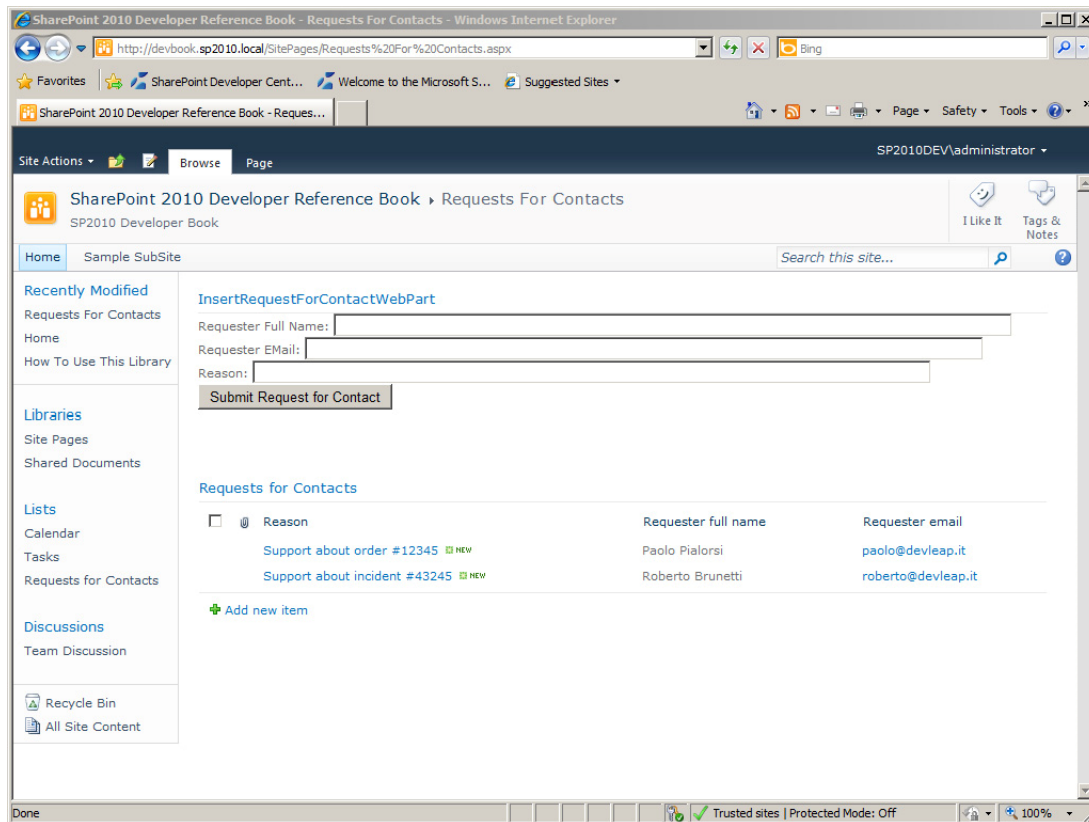 SharePoint 2010 Developer Reference Book - Requests For Contacts - Windows Internet Explorer
http://devbook.sp2010.local/SitePages/Requests%20For%20Contacts.aspx
Bing
Favorites SharePoint Developer Cent... Welcome to the Microsoft S... Suggested Sites
SharePoint 2010 Developer Reference Book - Reques... Page Safety Tools
Site Actions Browse Page SP2010DEV\administrator
SharePoint 2010 Developer Reference Book Requests For Contacts
SP2010 Developer Book
I Like It
Tags & Notes
Home Sample SubSite Search this site...
Recently Modified
Requests For Contacts
Home
How To Use This Library
Libraries
Site Pages
Shared Documents
Lists
Calendar
Tasks
Requests for Contacts
Discussions
Team Discussion
Recycle Bin
All Site Content
InsertRequestForContactWebPart
Requester Full Name:
Requester EMail:
Reason:
Submit Request for Contact
Requests for Contacts
Reason Requester full name Requester email
Support about order #12345 NEW Paolo Pialorsi paolo@devleap.it
Support about incident #43245 NEW Roberto Brunetti roberto@devleap.it
Add new item
Done Trusted sites | Protected Mode: Off 100%